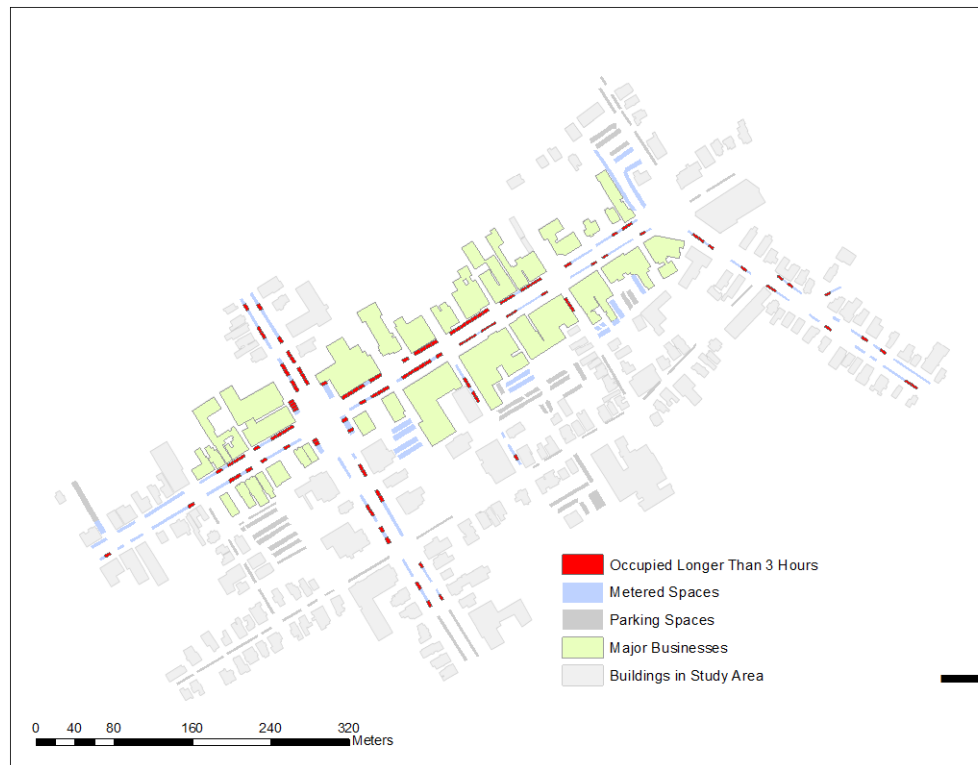 Occupied Longer Than 3 Hours
Metered Spaces
Parking Spaces
Major Businesses
Buildings in Study Area
0 40 80 160 240 320
Meters